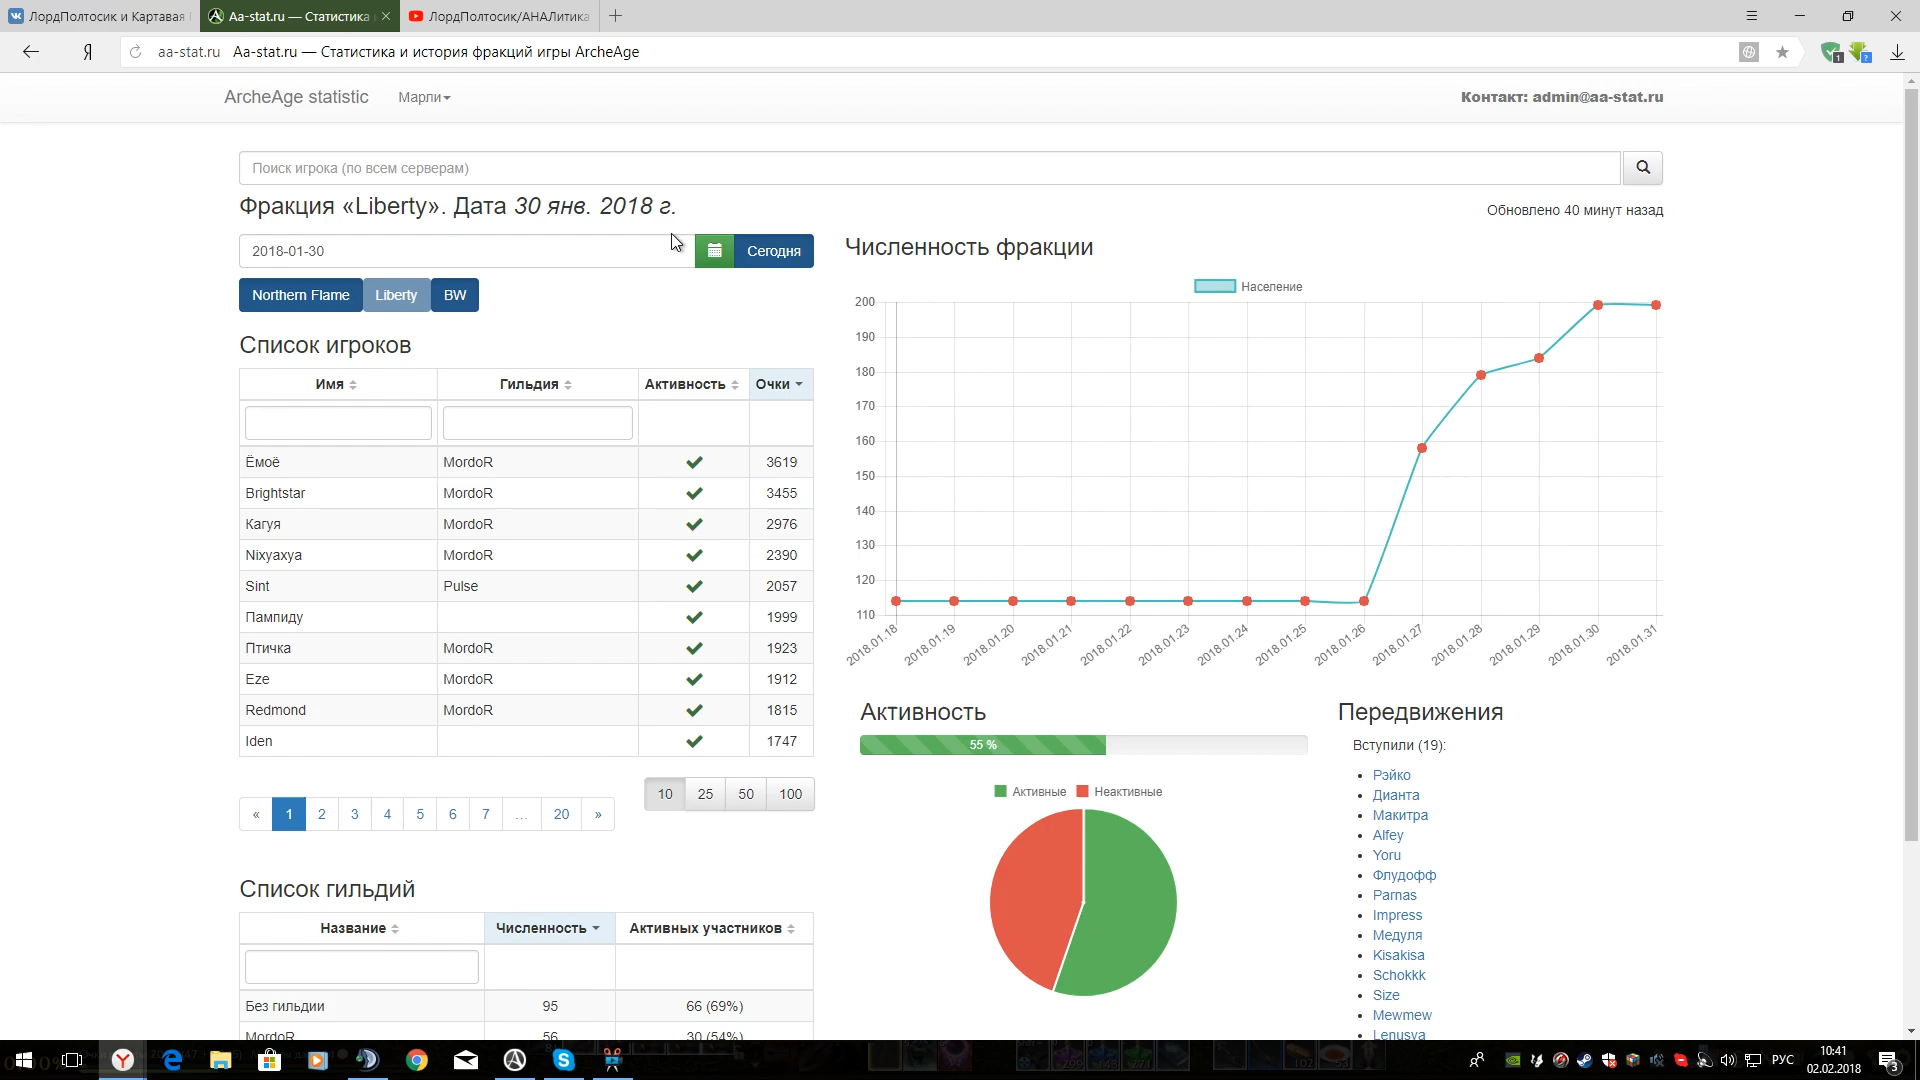 ЛордПолтосик и Картавая
Aa-stat.ru — Статистика
ЛордПолтосик/АНАЛитика
Я
aa-stat.ru Aa-stat.ru — Статистика и история фракций игры ArcheAge
1
?
ArcheAge statistic Марли
Контакт: admin@aa-stat.ru
Поиск игрока (по всем серверам)
Фракция «Liberty». Дата 30 янв. 2018 г.
Обновлено 40 минут назад
2018-01-30 Сегодня
Northern Flame Liberty BW
Список игроков
Имя Гильдия Активность Очки
Ёмоё MordoR 3619
Brightstar MordoR 3455
Кагуя MordoR 2976
Nixyaxya MordoR 2390
Sint Pulse 2057
Пампиду 1999
Птичка MordoR 1923
Eze MordoR 1912
Redmond MordoR 1815
Iden 1747
10 25 50 100
« 1 2 3 4 5 6 7 … 20 »
Список гильдий
Название Численность Активных участников
Без гильдии 95 66 (69%)
MordoR 56 30 (54%)
Численность фракции
Население
200
190
180
170
160
150
140
130
120
110
2018.01.18 2018.01.19 2018.01.20 2018.01.21 2018.01.22 2018.01.23 2018.01.24 2018.01.25 2018.01.26 2018.01.27 2018.01.28 2018.01.29 2018.01.30 2018.01.31
Активность
55 %
Активные Неактивные
Передвижения
Вступили (19):
Рэйко
Дианта
Макитра
Alfey
Yoru
Флудофф
Parnas
Impress
Медуля
Kisakisa
Schokkk
Size
Mewmew
Lenusya
РУС
10:41
02.02.2018
3